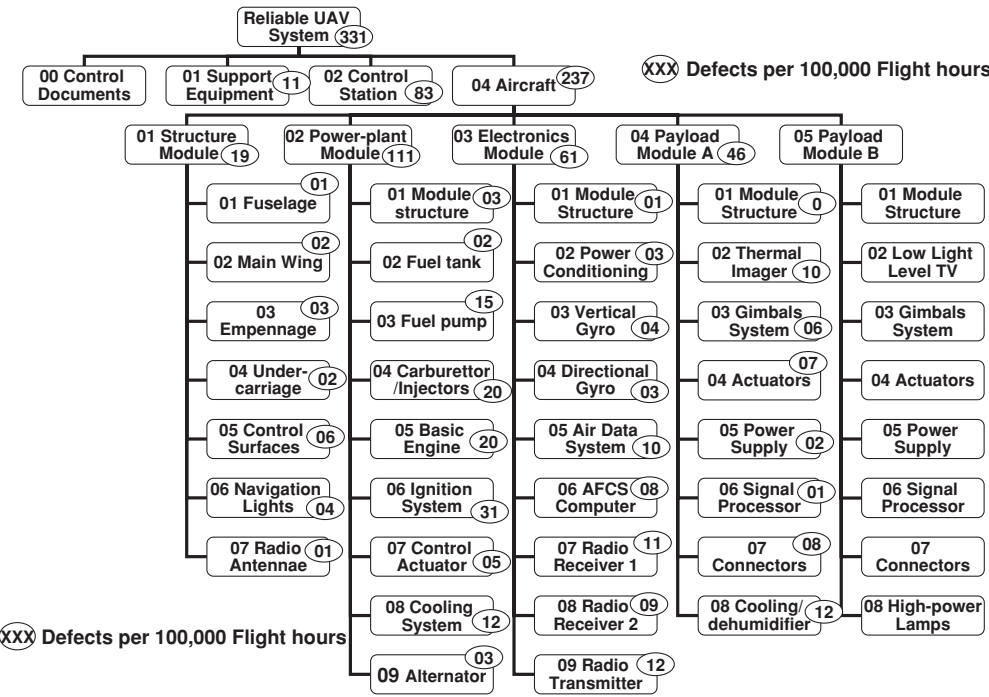 Reliable UAV
System 331
XXX Defects per 100,000 Flight hours
00 Control
Documents
01 Support
Equipment 11
02 Control
Station 83
04 Aircraft 237
01 Structure
Module 19
02 Power-plant
Module 111
03 Electronics
Module 61
04 Payload
Module A 46
05 Payload
Module B
01
01 Fuselage
02
02 Main Wing
03 03
Empennage
04 Under-
carriage 02
05 Control
Surfaces 06
06 Navigation
Lights 04
07 Radio
Antennae 01
01 Module
structure 03
02
02 Fuel tank
15
03 Fuel pump
04 Carburettor
/Injectors 20
05 Basic
Engine 20
06 Ignition
System 31
07 Control
Actuator 05
08 Cooling
System 12
03
09 Alternator
01 Module
Structure 01
02 Power 03
Conditioning
03 Vertical
Gyro 04
04 Directional
Gyro 03
05 Air Data
System 10
06 AFCS 08
Computer
07 Radio 11
Receiver 1
08 Radio 09
Receiver 2
09 Radio 12
Transmitter
01 Module
Structure 0
02 Thermal
Imager 10
03 Gimbals
System 06
07
04 Actuators
05 Power
Supply 02
06 Signal 01
Processor
07 08
Connectors
08 Cooling/
dehumidifier 12
01 Module
Structure
02 Low Light
Level TV
03 Gimbals
System
04 Actuators
05 Power
Supply
06 Signal
Processor
07
Connectors
08 High-power
Lamps
XXX Defects per 100,000 Flight hours